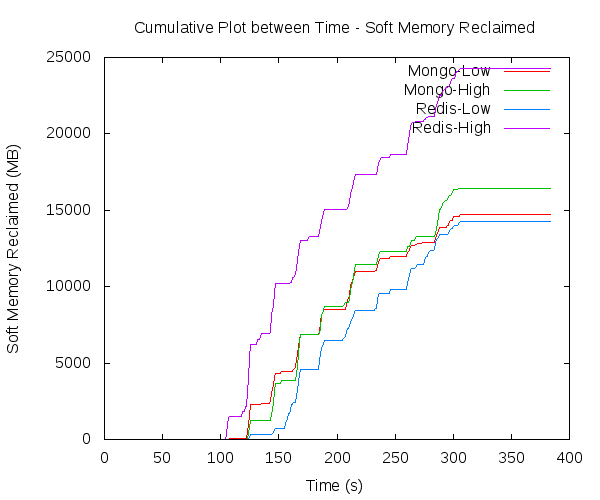 Cumulative Plot between Time - Soft Memory Reclaimed
Soft Memory Reclaimed (MB)
25000
20000
15000
10000
5000
0
Mongo-Low
Mongo-High
Redis-Low
Redis-High
0 50 100 150 200 250 300 350 400
Time (s)